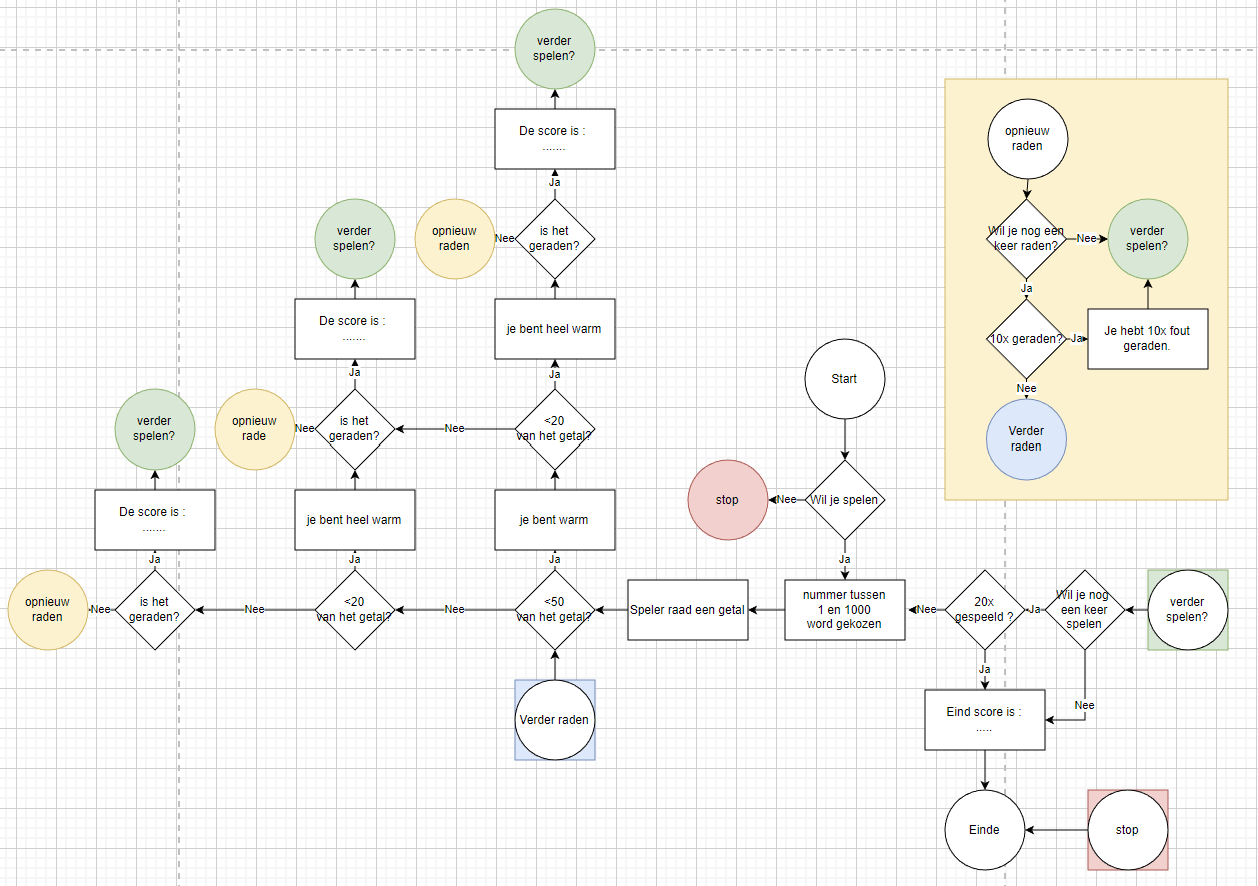 verder
spelen?
De score is :
.......
Ja
is het
geraden?
Nee
opnieuw
raden
verder
spelen?
De score is :
.......
Ja
je bent heel warm
Ja
<20
van het getal?
Nee
is het
geraden?
Nee
opnieuw
rade
verder
spelen?
De score is :
.......
Ja
je bent heel warm
je bent warm
Ja
Ja
opnieuw
raden
Nee
is het
geraden?
Nee
<20
van het getal?
Nee
<50
van het getal?
Verder raden
Speler raad een getal
Start
Wil je spelen
Nee
stop
Ja
nummer tussen
1 en 1000
word gekozen
Nee
20x
gespeeld ?
Ja
Wil je nog
een keer
spelen
verder
spelen?
Ja
Nee
Eind score is :
.....
Einde
stop
opnieuw
raden
Wil je nog een
keer raden?
Nee
verder
spelen?
Ja
10x geraden?
Ja
Je hebt 10x fout
geraden.
Nee
Verder
raden